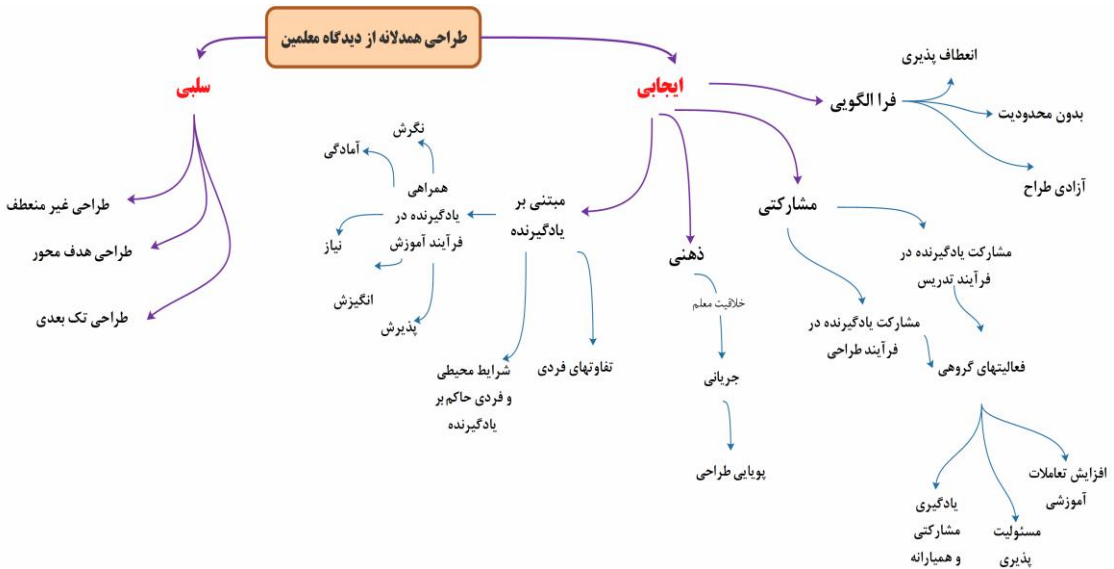 طراحی همدلانه از دیدگاه معلمین
ایجابی
سلبی
فرا الگویی
انعطاف پذیری
بدون محدودیت
آزادی طراح
مشارکتی
مشارکت یادگیرنده در
فرآیند تدریس
مشارکت یادگیرنده در
فرآیند طراحی
فعالیتهای گروهی
افزایش تعاملات
آموزشی
مسئولیت
پذیری
یادگیری
مشارکتی
و همیارانه
ذهنی
خلاقیت معلم
جریانی
پویایی طراحی
مبتنی بر
یادگیرنده
تفاوتهای فردی
شرایط محیطی
و فردی حاکم بر
یادگیرنده
همراهی
یادگیرنده در
فرآیند آموزش
نگرش
آمادگی
نیاز
انگیزش
پذیرش
طراحی غیر منعطف
طراحی هدف محور
طراحی تک بعدی